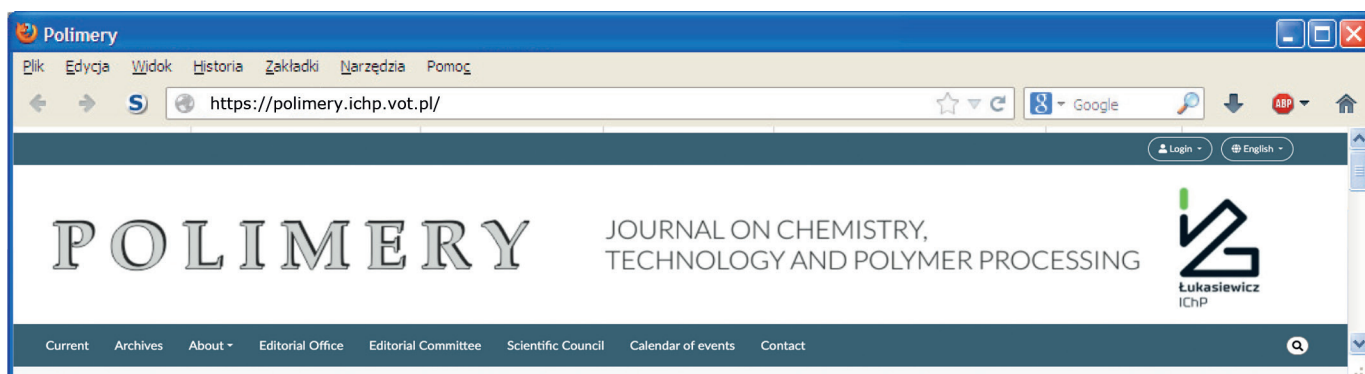 Polimery
Plik Edycja Widok Historia Zakładki Narzędzia Pomoc
S https://polimery.ichp.vot.pl/ 8 Google ABP
Login English
POLIMERY
JOURNAL ON CHEMISTRY,
TECHNOLOGY AND POLYMER PROCESSING
Łukasiewicz
IChP
Current Archives About Editorial Office Editorial Committee Scientific Council Calendar of events Contact